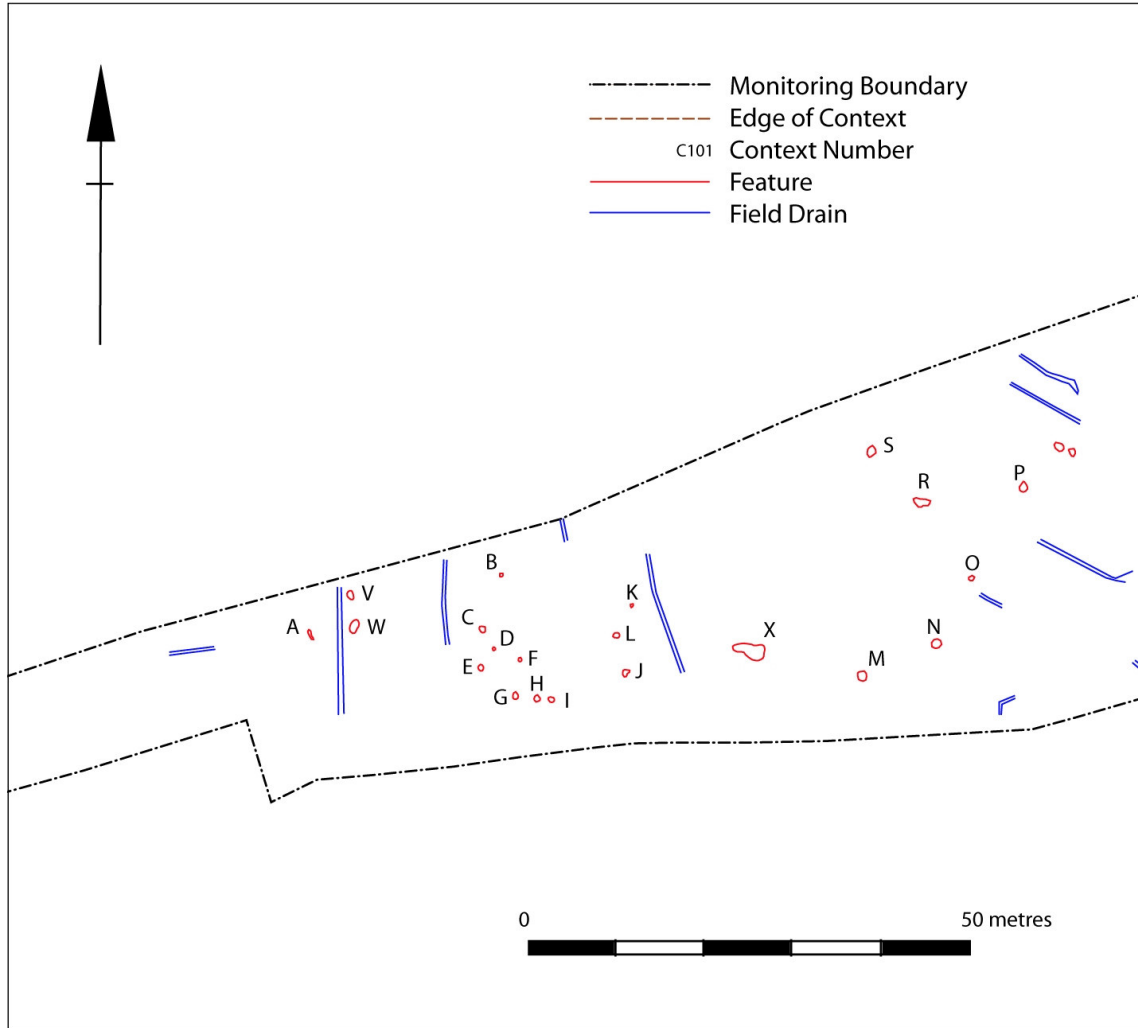 Monitoring Boundary
Edge of Context
C101 Context Number
Feature
Field Drain
S
R
P
B
O
V
K
A
W
C
L
X
N
D
F
E
J
M
G
H
I
0 50 metres